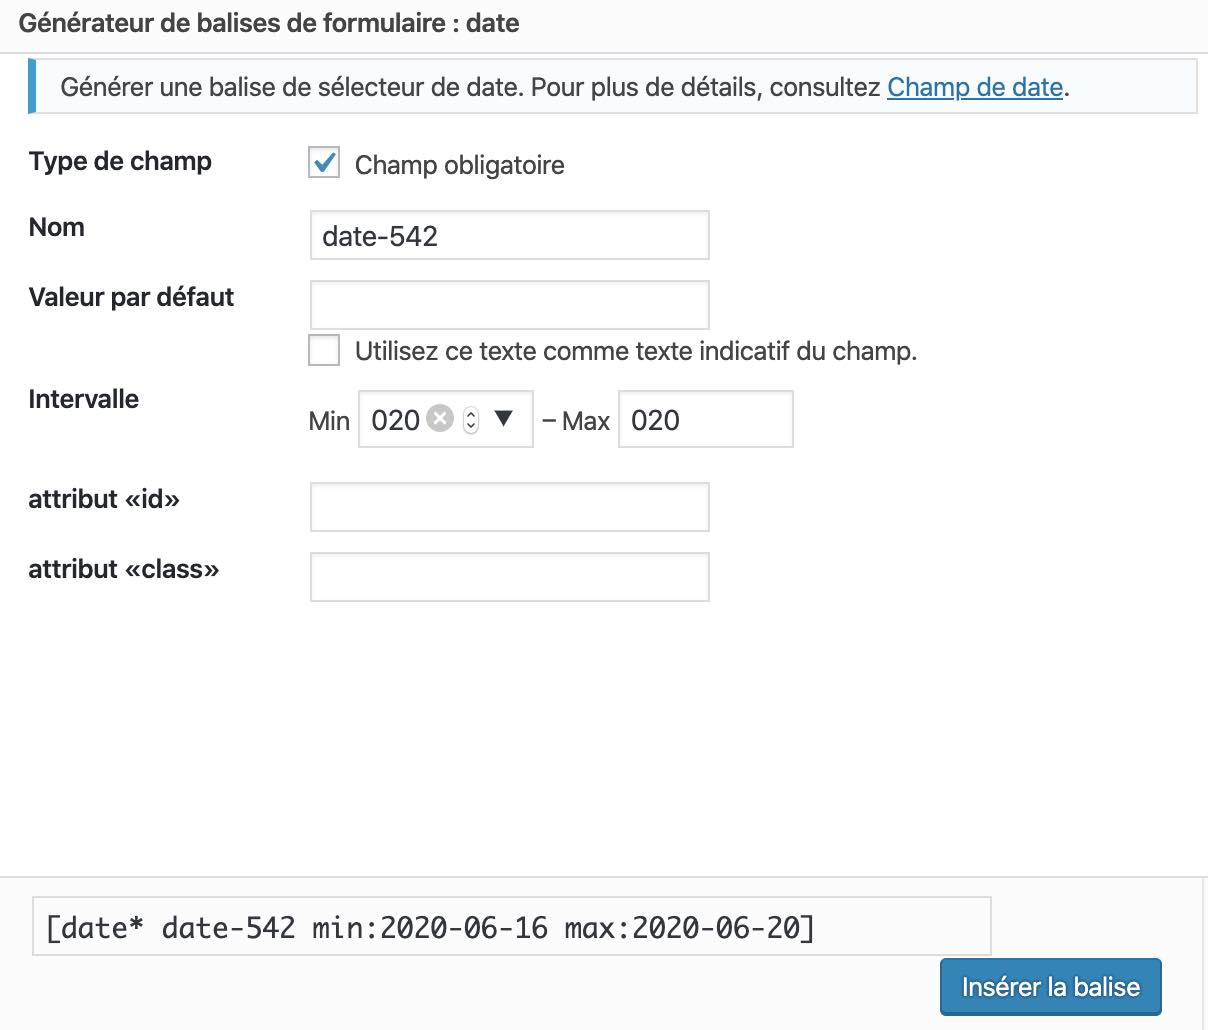 Générateur de balises de formulaire : date
Générer une balise de sélecteur de date. Pour plus de détails, consultez Champ de date.
Type de champ
Champ obligatoire
Nom
date-542
Valeur par défaut
Utilisez ce texte comme texte indicatif du champ.
Intervalle
Min 020 – Max 020
attribut «id»
attribut «class»
[date* date-542 min:2020-06-16 max:2020-06-20]
Insérer la balise